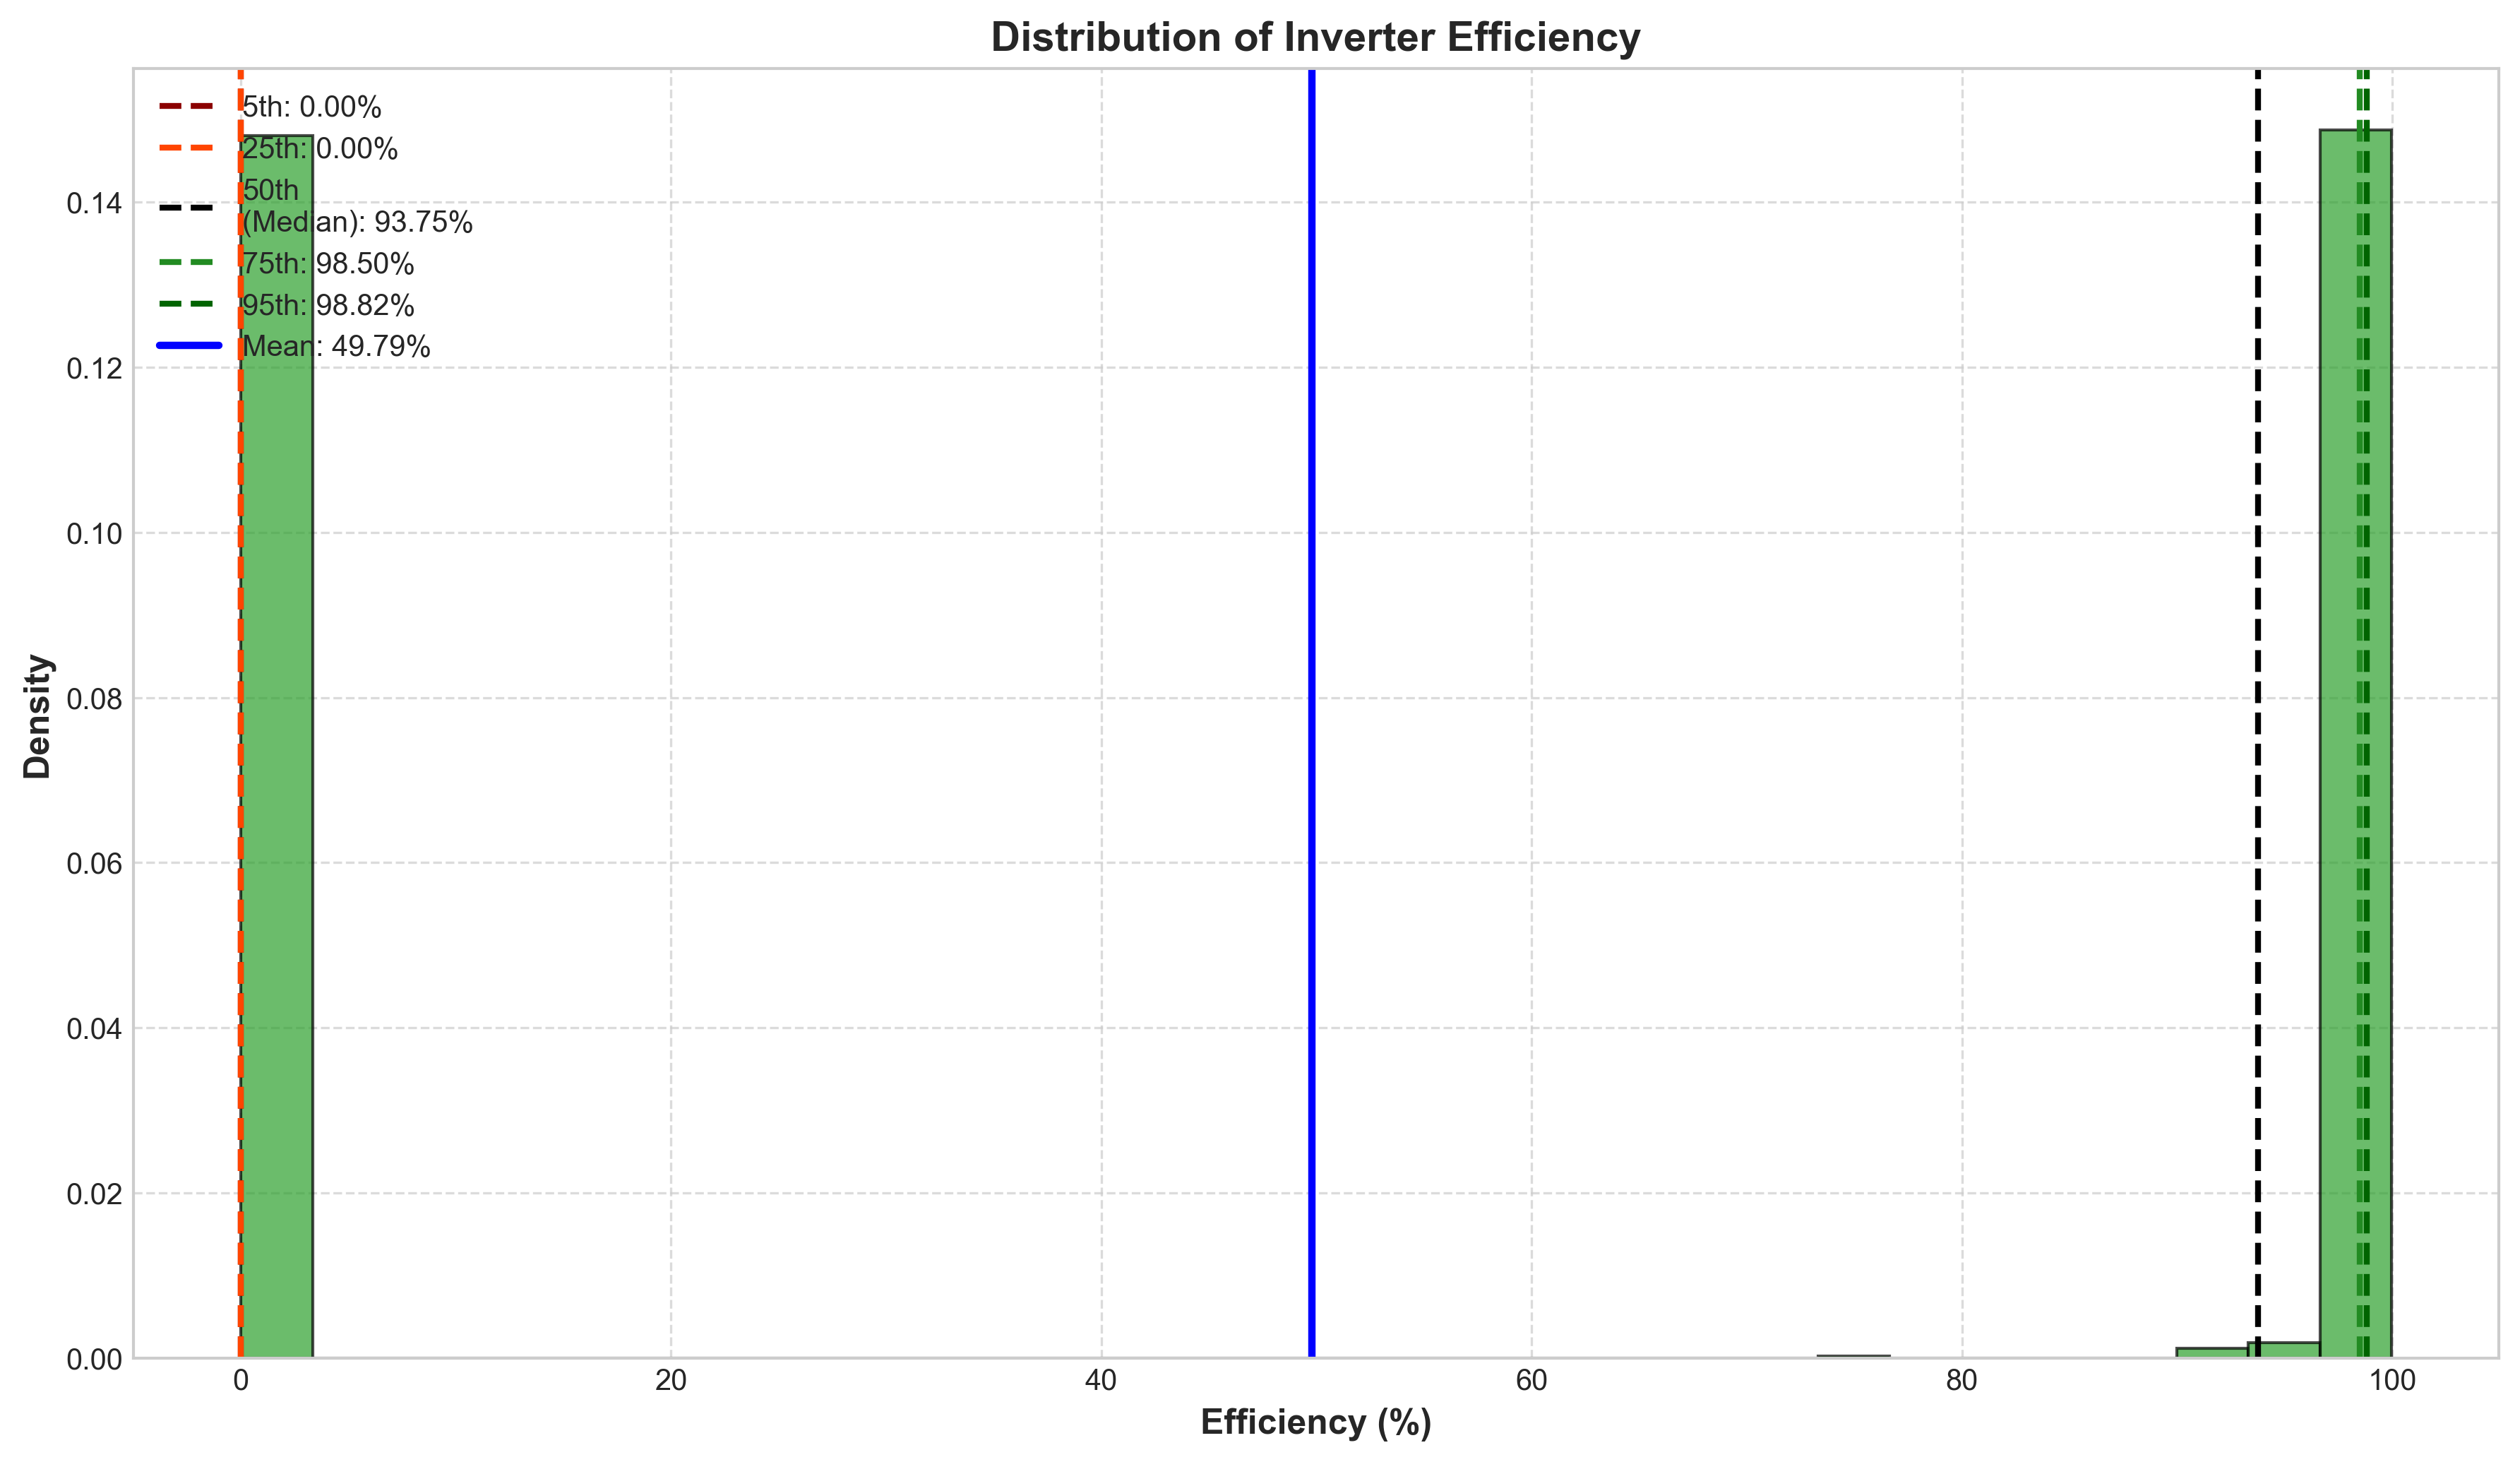 Distribution of Inverter Efficiency
5th: 0.00%
25th: 0.00%
50th
(Median): 93.75%
75th: 98.50%
95th: 98.82%
Mean: 49.79%
Density
0.14
0.12
0.10
0.08
0.06
0.04
0.02
0.00
0 20 40 60 80 100
Efficiency (%)